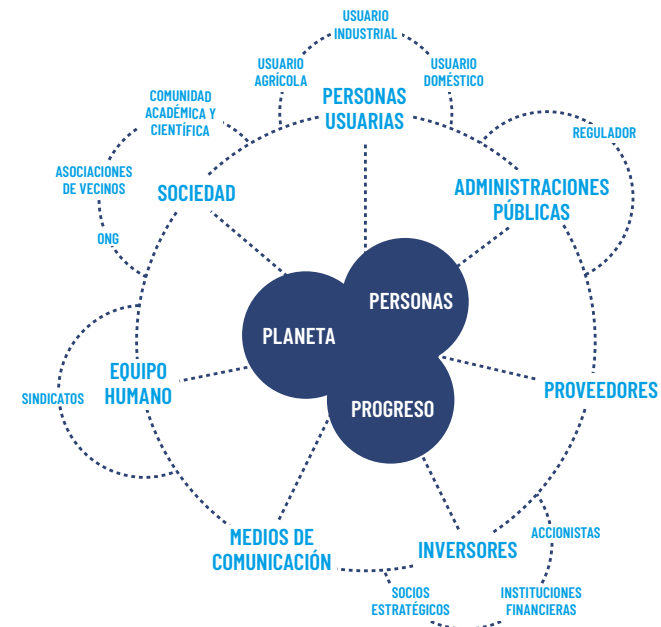 USUARIO
INDUSTRIAL
USUARIO
AGRÍCOLA
USUARIO
DOMÉSTICO
PERSONAS
USUARIAS
COMUNIDAD
ACADÉMICA Y
CIENTÍFICA
REGULADOR
ASOCIACIONES
DE VECINOS
SOCIEDAD
ADMINISTRACIONES
PÚBLICAS
ONG
PERSONAS
PLANETA
EQUIPO
HUMANO
SINDICATOS
PROVEEDORES
PROGRESO
MEDIOS DE
COMUNICACIÓN
INVERSORES
ACCIONISTAS
SOCIOS
ESTRATÉGICOS
INSTITUCIONES
FINANCIERAS